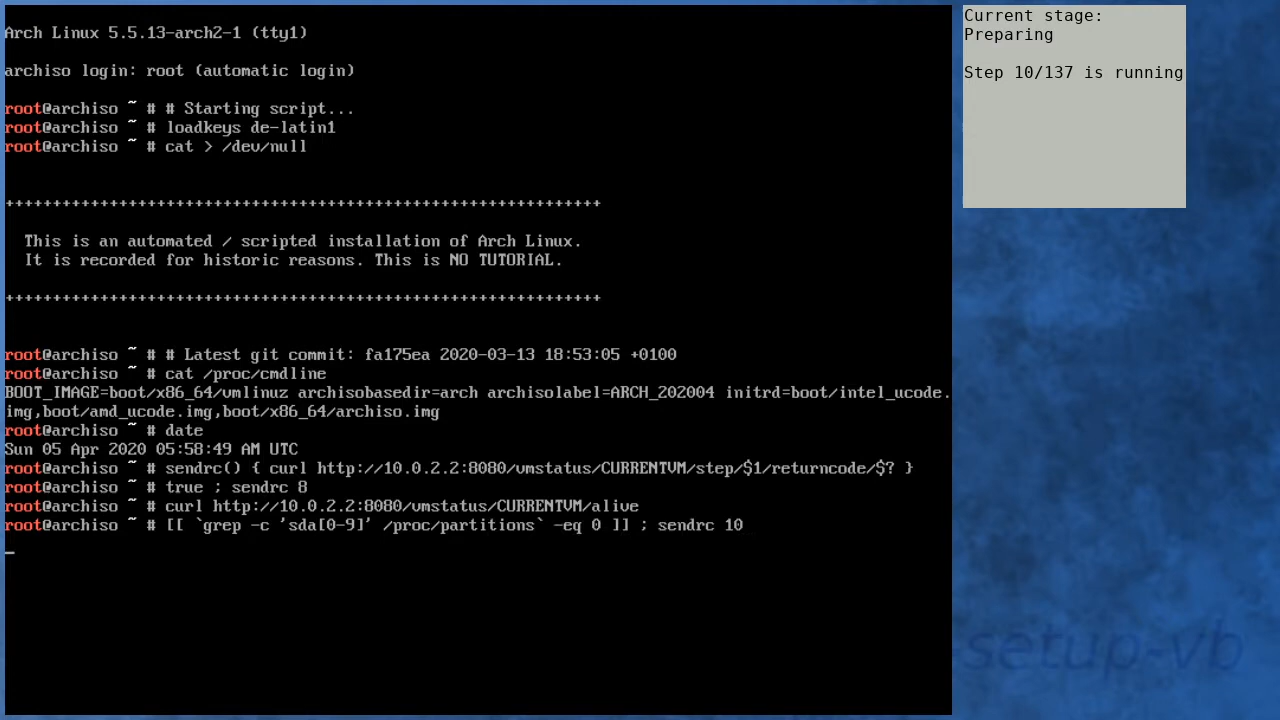 Arch Linux 5.5.13-arch2-1 (tty1)
archiso login: root (automatic login)
root@archiso ~ # # Starting script...
root@archiso ~ # loadkeys de-latin1
root@archiso ~ # cat > /dev/null
+++++++++++++++++++++++++++++++++++++++++++++++++++++++++++++++
This is an automated / scripted installation of Arch Linux.
It is recorded for historic reasons. This is NO TUTORIAL.
+++++++++++++++++++++++++++++++++++++++++++++++++++++++++++++++
root@archiso ~ # # Latest git commit: fa175ea 2020-03-13 18:53:05 +0100
root@archiso ~ # cat /proc/cmdline
BOOT_IMAGE=boot/x86_64/vmlinuz archisobasedir=arch archisolabel=ARCH_202004 initrd=boot/intel_ucode.
img,boot/amd_ucode.img,boot/x86_64/archiso.img
root@archiso ~ # date
Sun 05 Apr 2020 05:58:49 AM UTC
root@archiso ~ # sendrc() { curl http://10.0.2.2:8080/vmstatus/CURRENTVM/step/$1/returncode/$? }
root@archiso ~ # true ; sendrc 8
root@archiso ~ # curl http://10.0.2.2:8080/vmstatus/CURRENTVM/alive
root@archiso ~ # [[ `grep -c 'sda[0-9]' /proc/partitions` -eq 0 ]] ; sendrc 10
Current stage:
Preparing
Step 10/137 is running
-setup-vb